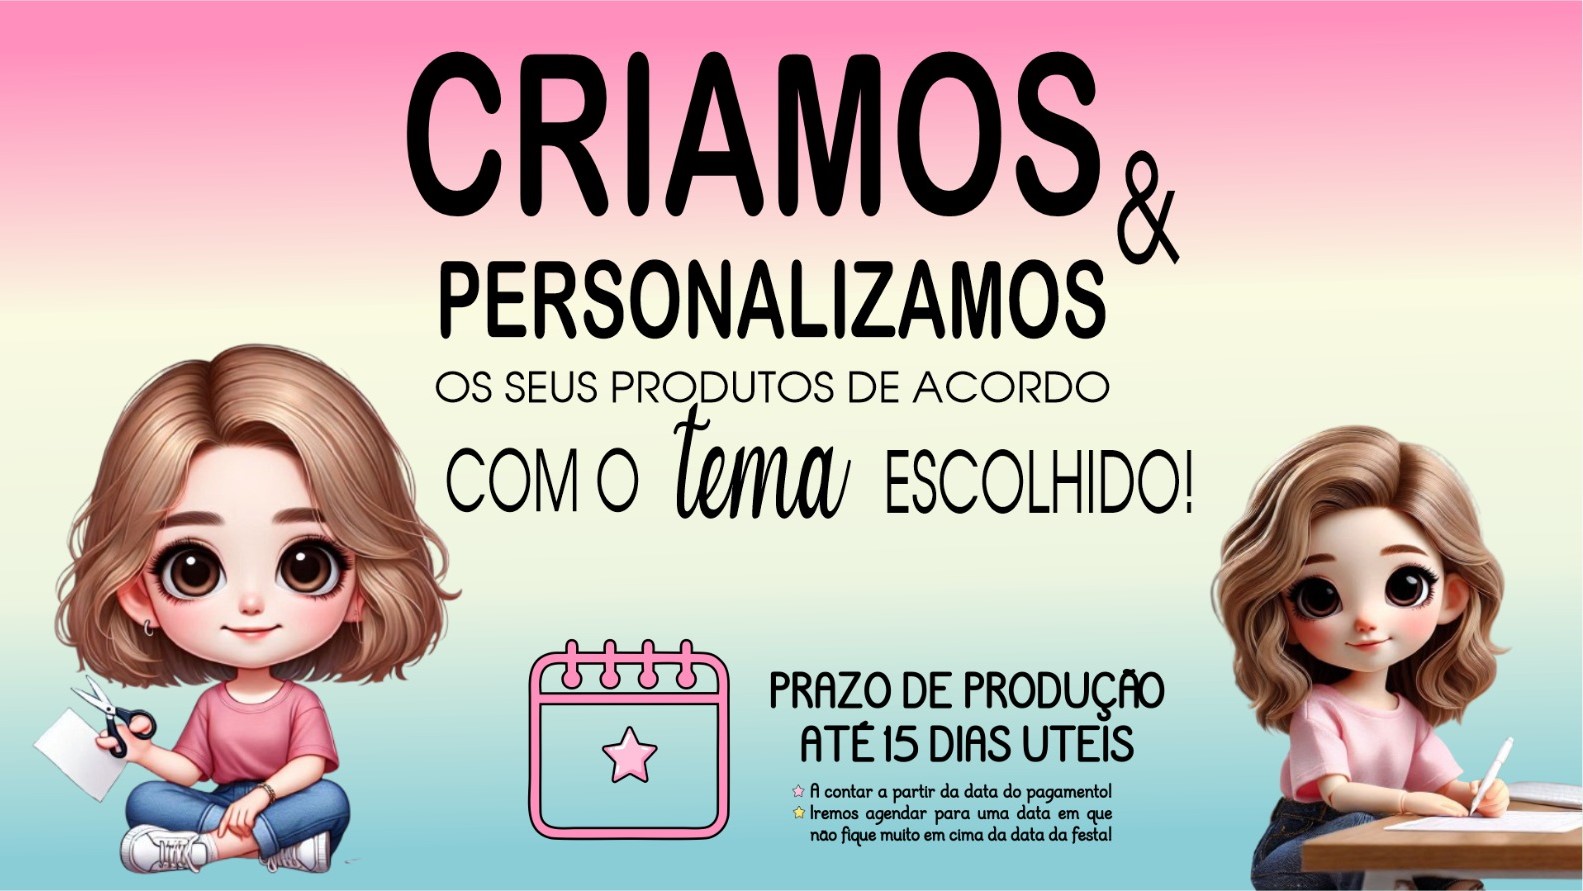 CRIAMOS
&
PERSONALIZAMOS
OS SEUS PRODUTOS DE ACORDO
COM O tema ESCOLHIDO!
PRAZO DE PRODUÇÃO
ATÉ 15 DIAS UTEIS
A contar a partir da data do pagamento!
Iremos agendar para uma data em que
não fique muito em cima da data da festa!